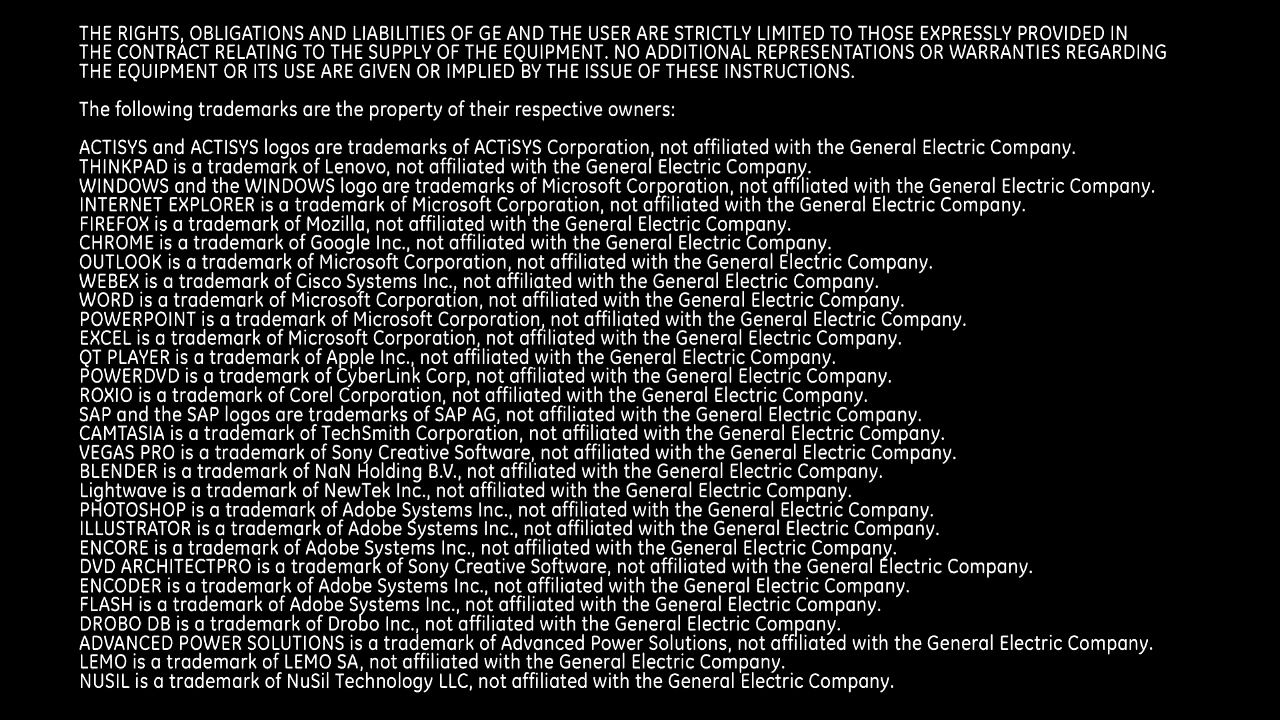 THE RIGHTS, OBLIGATIONS AND LIABILITIES OF GE AND THE USER ARE STRICTLY LIMITED TO THOSE EXPRESSLY PROVIDED IN
THE CONTRACT RELATING TO THE SUPPLY OF THE EQUIPMENT. NO ADDITIONAL REPRESENTATIONS OR WARRANTIES REGARDING
THE EQUIPMENT OR ITS USE ARE GIVEN OR IMPLIED BY THE ISSUE OF THESE INSTRUCTIONS.
The following trademarks are the property of their respective owners:
ACTISYS and ACTISYS logos are trademarks of ACTiSYS Corporation, not affiliated with the General Electric Company.
THINKPAD is a trademark of Lenovo, not affiliated with the General Electric Company.
WINDOWS and the WINDOWS logo are trademarks of Microsoft Corporation, not affiliated with the General Electric Company.
INTERNET EXPLORER is a trademark of Microsoft Corporation, not affiliated with the General Electric Company.
FIREFOX is a trademark of Mozilla, not affiliated with the General Electric Company.
CHROME is a trademark of Google Inc., not affiliated with the General Electric Company.
OUTLOOK is a trademark of Microsoft Corporation, not affiliated with the General Electric Company.
WEBEX is a trademark of Cisco Systems Inc., not affiliated with the General Electric Company.
WORD is a trademark of Microsoft Corporation, not affiliated with the General Electric Company.
POWERPOINT is a trademark of Microsoft Corporation, not affiliated with the General Electric Company.
EXCEL is a trademark of Microsoft Corporation, not affiliated with the General Electric Company.
QT PLAYER is a trademark of Apple Inc., not affiliated with the General Electric Company.
POWERDVD is a trademark of CyberLink Corp, not affiliated with the General Electric Company.
ROXIO is a trademark of Corel Corporation, not affiliated with the General Electric Company.
SAP and the SAP logos are trademarks of SAP AG, not affiliated with the General Electric Company.
CAMTASIA is a trademark of TechSmith Corporation, not affiliated with the General Electric Company.
VEGAS PRO is a trademark of Sony Creative Software, not affiliated with the General Electric Company.
BLENDER is a trademark of NaN Holding B.V., not affiliated with the General Electric Company.
Lightwave is a trademark of NewTek Inc., not affiliated with the General Electric Company.
PHOTOSHOP is a trademark of Adobe Systems Inc., not affiliated with the General Electric Company.
ILLUSTRATOR is a trademark of Adobe Systems Inc., not affiliated with the General Electric Company.
ENCORE is a trademark of Adobe Systems Inc., not affiliated with the General Electric Company.
DVD ARCHITECTPRO is a trademark of Sony Creative Software, not affiliated with the General Electric Company.
ENCODER is a trademark of Adobe Systems Inc., not affiliated with the General Electric Company.
FLASH is a trademark of Adobe Systems Inc., not affiliated with the General Electric Company.
DROBO DB is a trademark of Drobo Inc., not affiliated with the General Electric Company.
ADVANCED POWER SOLUTIONS is a trademark of Advanced Power Solutions, not affiliated with the General Electric Company.
LEMO is a trademark of LEMO SA, not affiliated with the General Electric Company.
NUSIL is a trademark of NuSil Technology LLC, not affiliated with the General Electric Company.